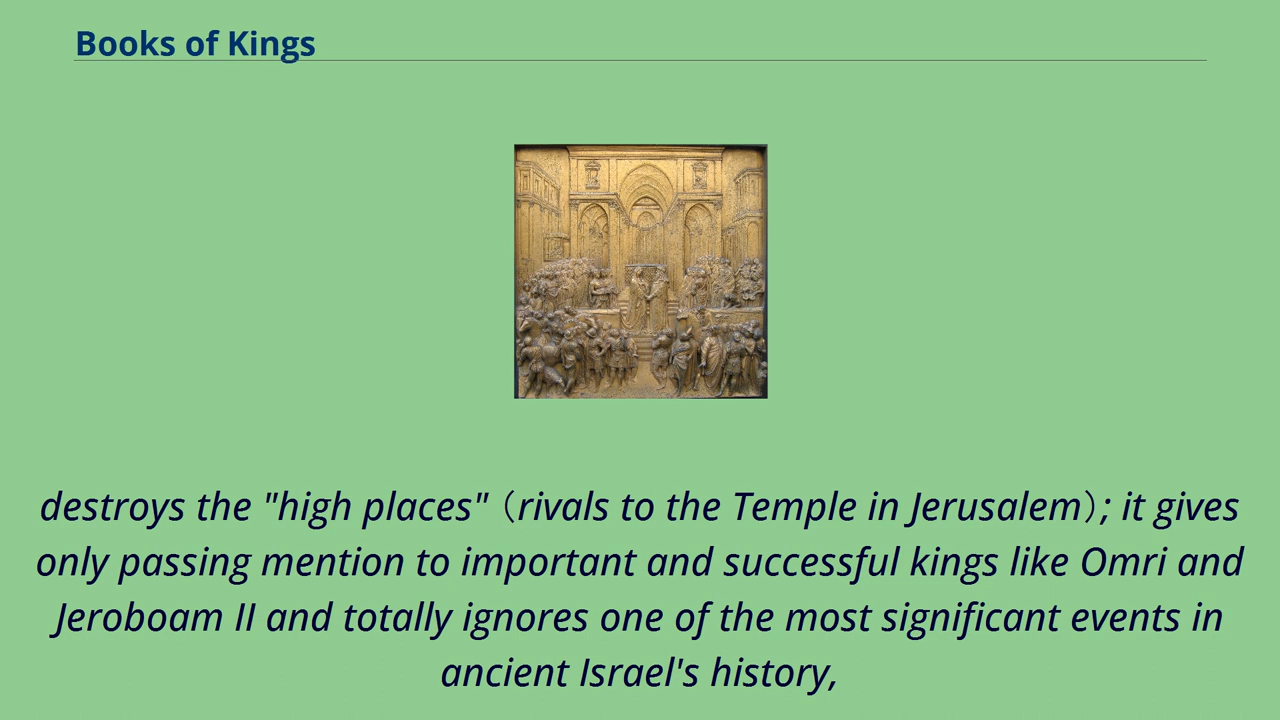 Books of Kings
destroys the "high places" （rivals to the Temple in Jerusalem）; it gives
only passing mention to important and successful kings like Omri and
Jeroboam II and totally ignores one of the most significant events in
ancient Israel's history,